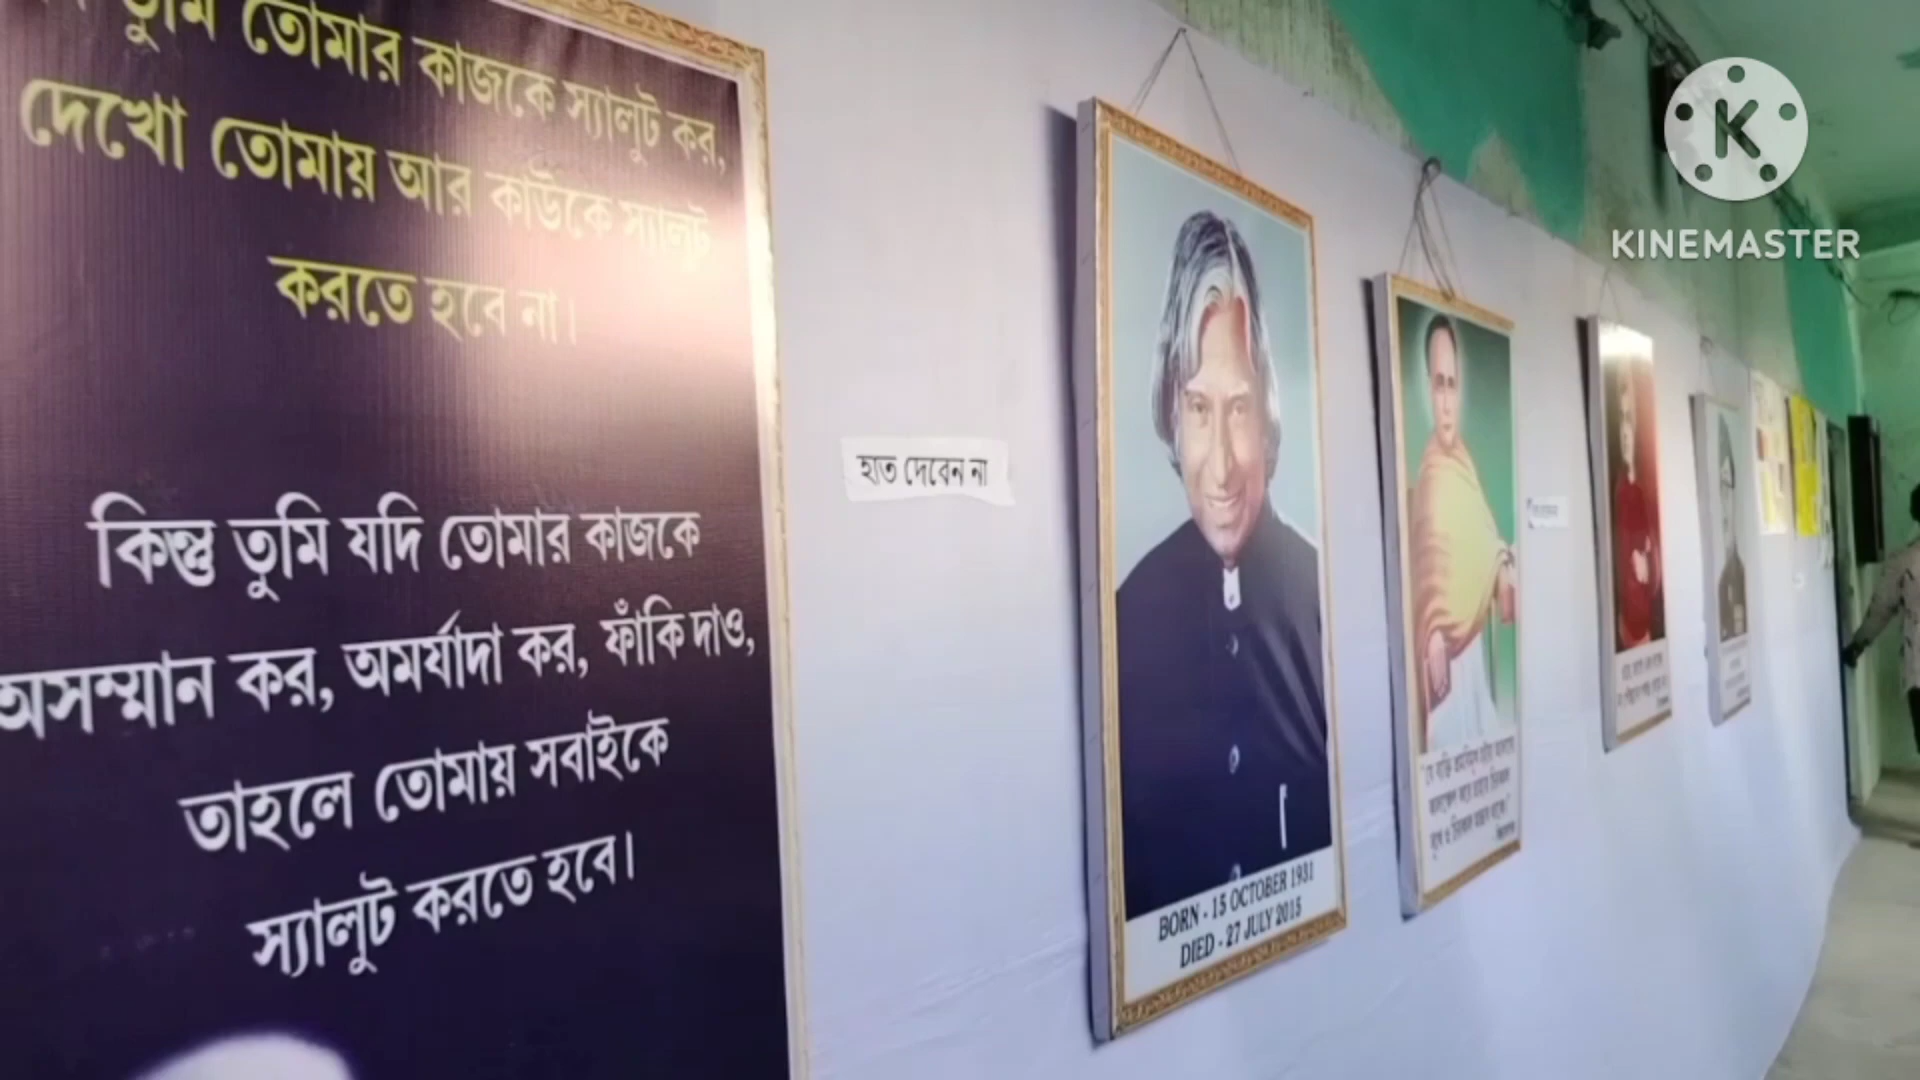 তুমি তোমার কাজকে স্যালুট কর,
দেখো তোমায় আর কাউকে স্যালুট
করতে হবে না।
কিন্তু তুমি যদি তোমার কাজকে
অসম্মান কর, অমর্যাদা কর, ফাঁকি দাও,
তাহলে তোমায় সবাইকে
স্যালুট করতে হবে।
হাত দেবেন না
BORN - 15 OCTOBER 1931
DIED - 27 JULY 2015
K
KINEMASTER